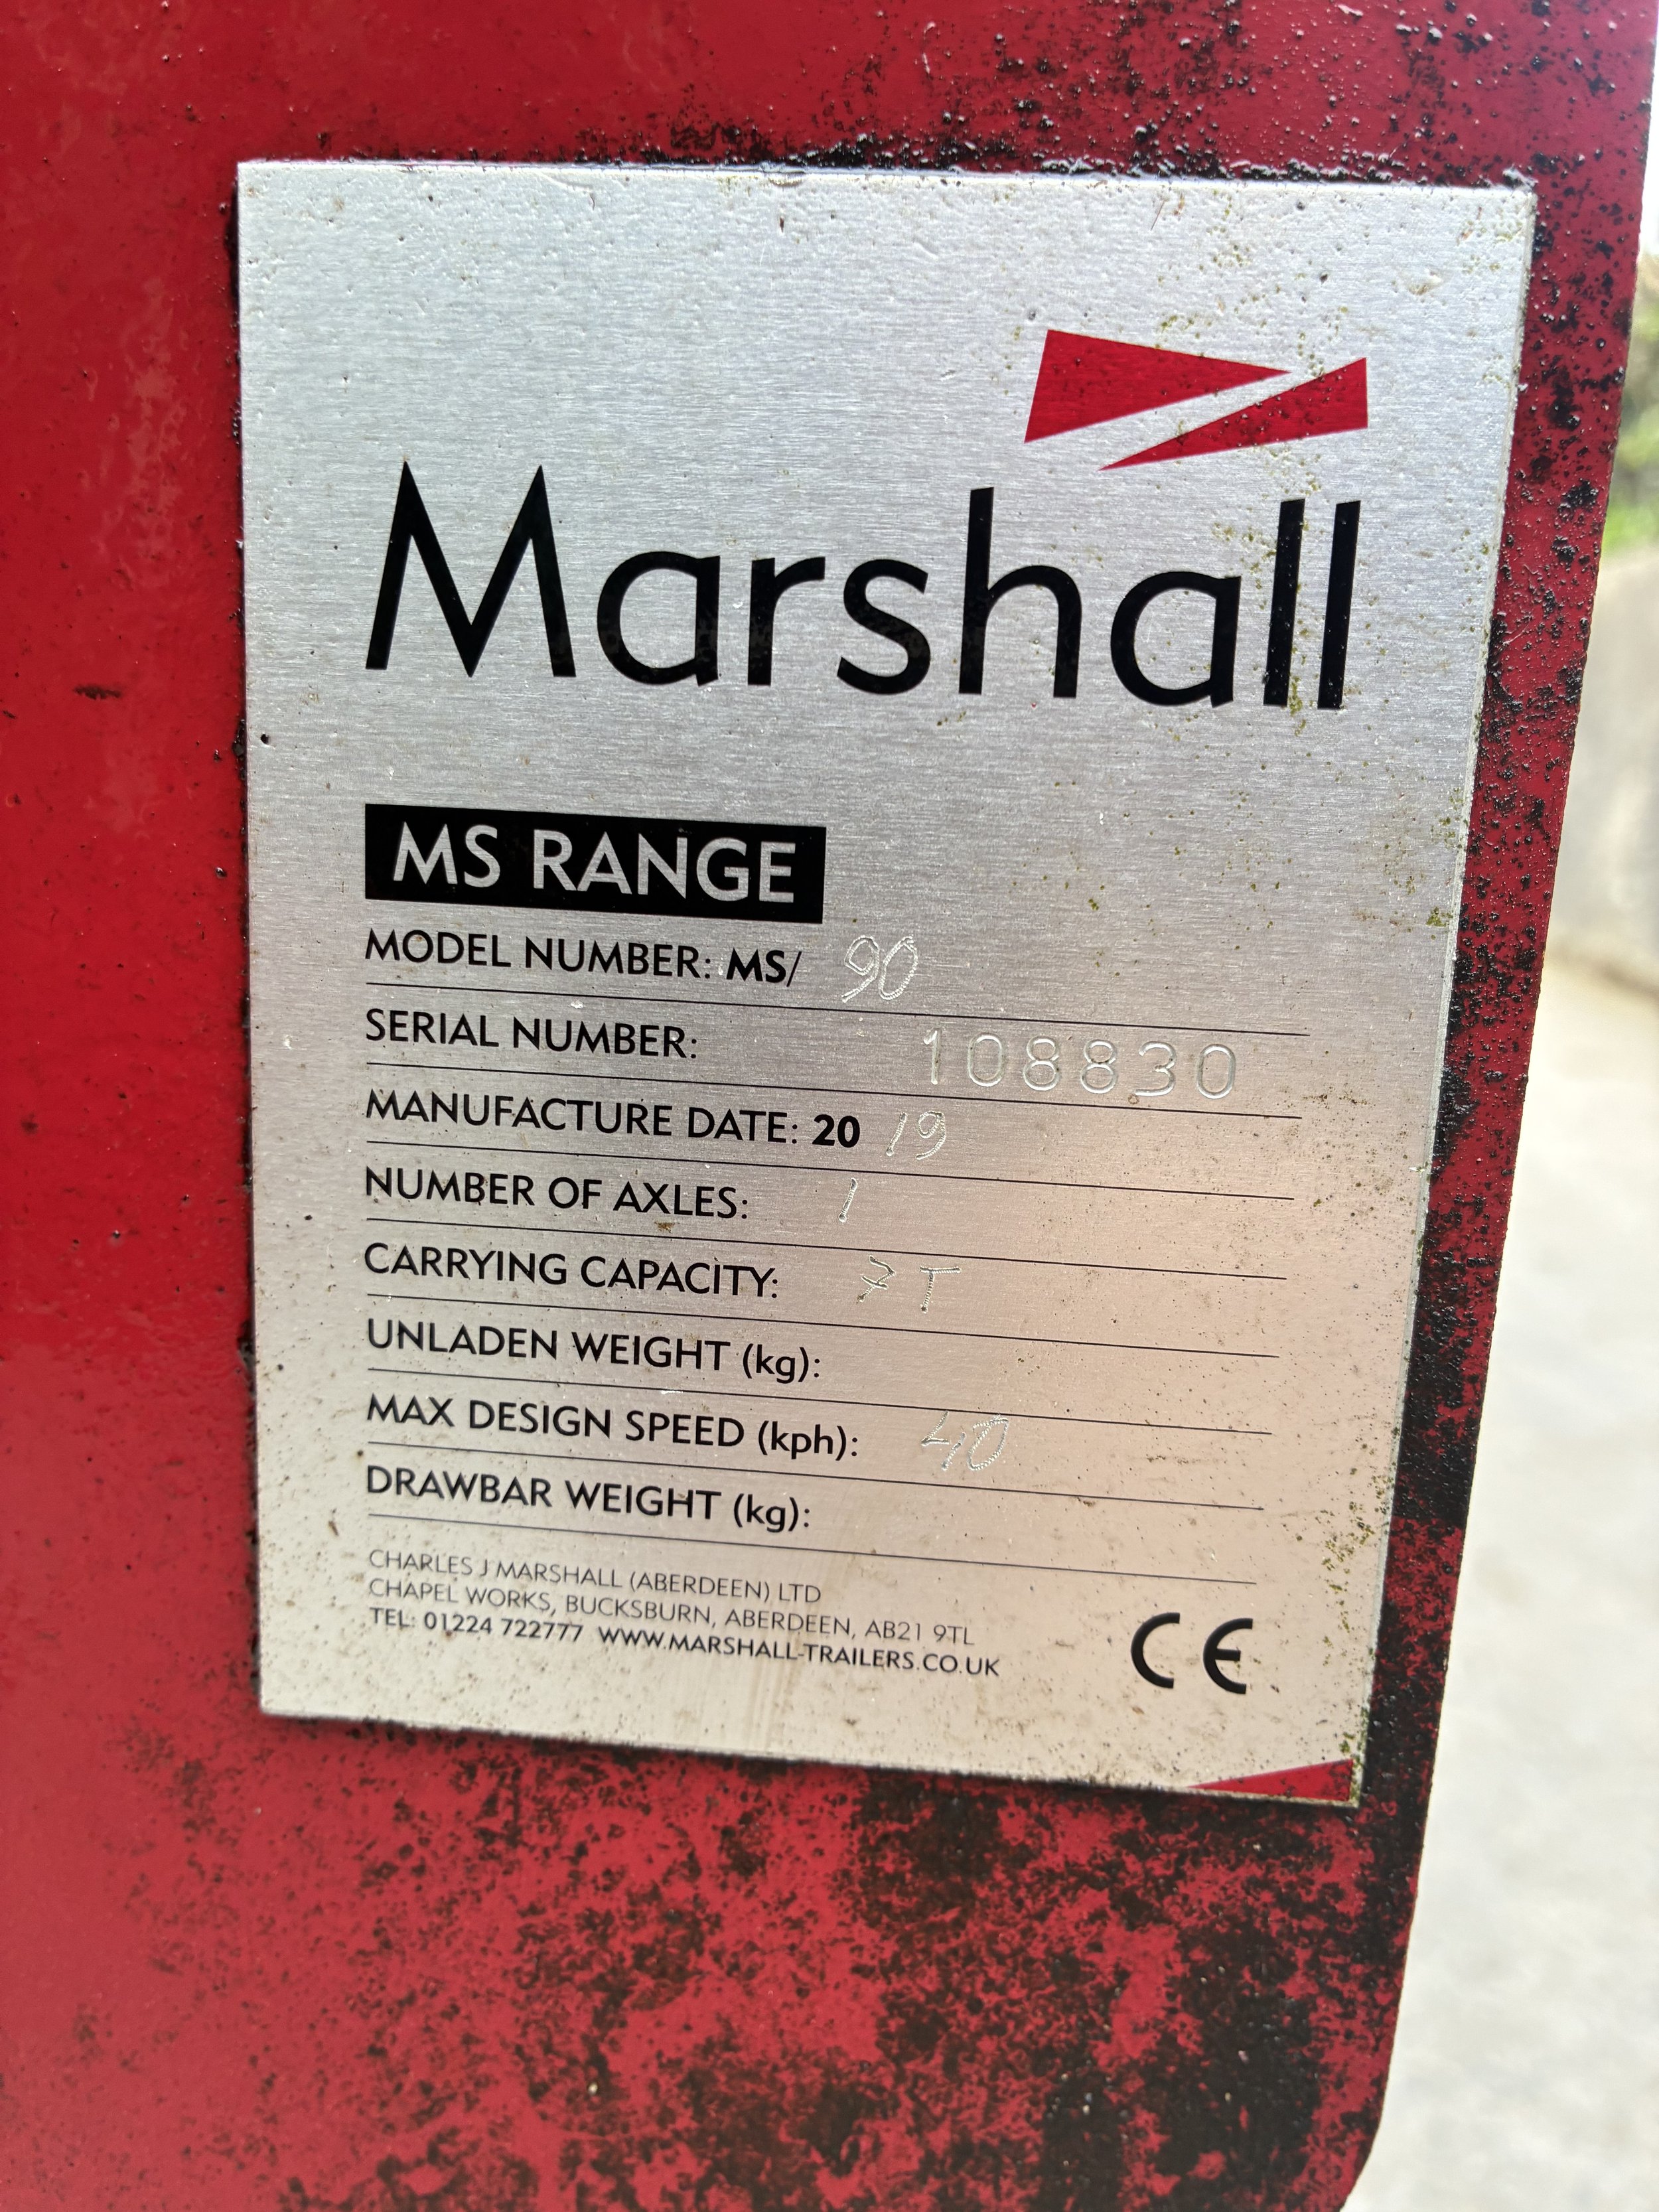 Marshall
MS RANGE
MODEL NUMBER: MS/ 90
SERIAL NUMBER: 108830
MANUFACTURE DATE: 20 19
NUMBER OF AXLES: 1
CARRYING CAPACITY: 7T
UNLADEN WEIGHT (kg):
MAX DESIGN SPEED (kph): 40
DRAWBAR WEIGHT (kg):
CHARLES J MARSHALL (ABERDEEN) LTD
CHAPEL WORKS, BUCKSBURN, ABERDEEN, AB21 9TL
TEL: 01224 722777 WWW.MARSHALL-TRAILERS.CO.UK
CE